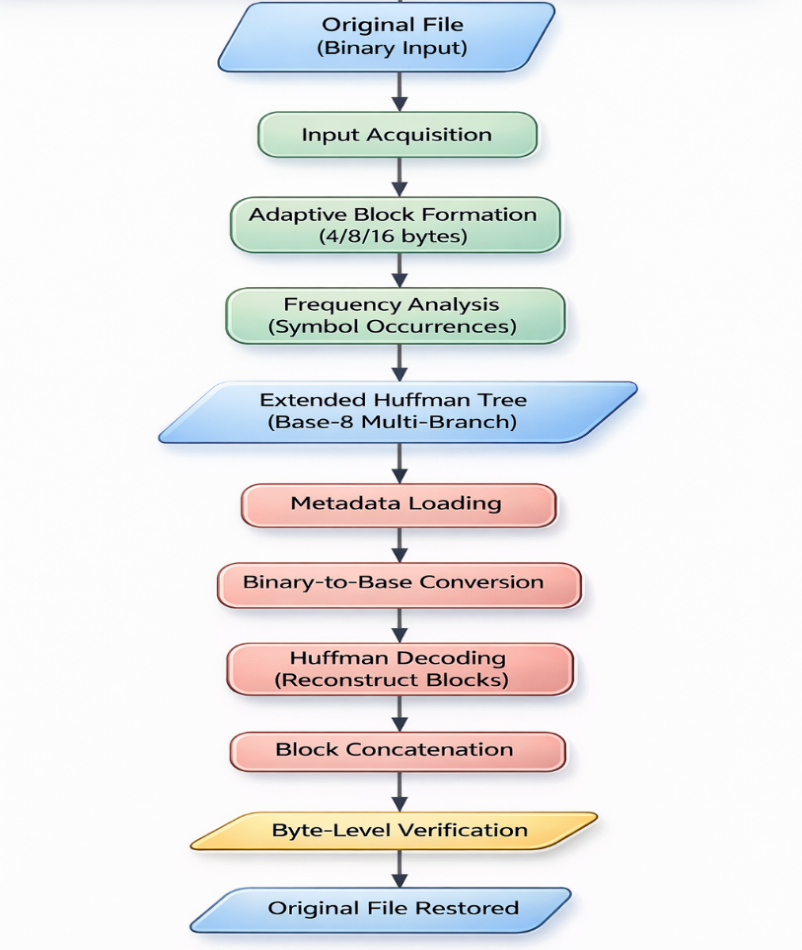 Original File
(Binary Input)
Input Acquisition
Adaptive Block Formation
(4/8/16 bytes)
Frequency Analysis
(Symbol Occurrences)
Extended Huffman Tree
(Base-8 Multi-Branch)
Metadata Loading
Binary-to-Base Conversion
Huffman Decoding
(Reconstruct Blocks)
Block Concatenation
Byte-Level Verification
Original File Restored